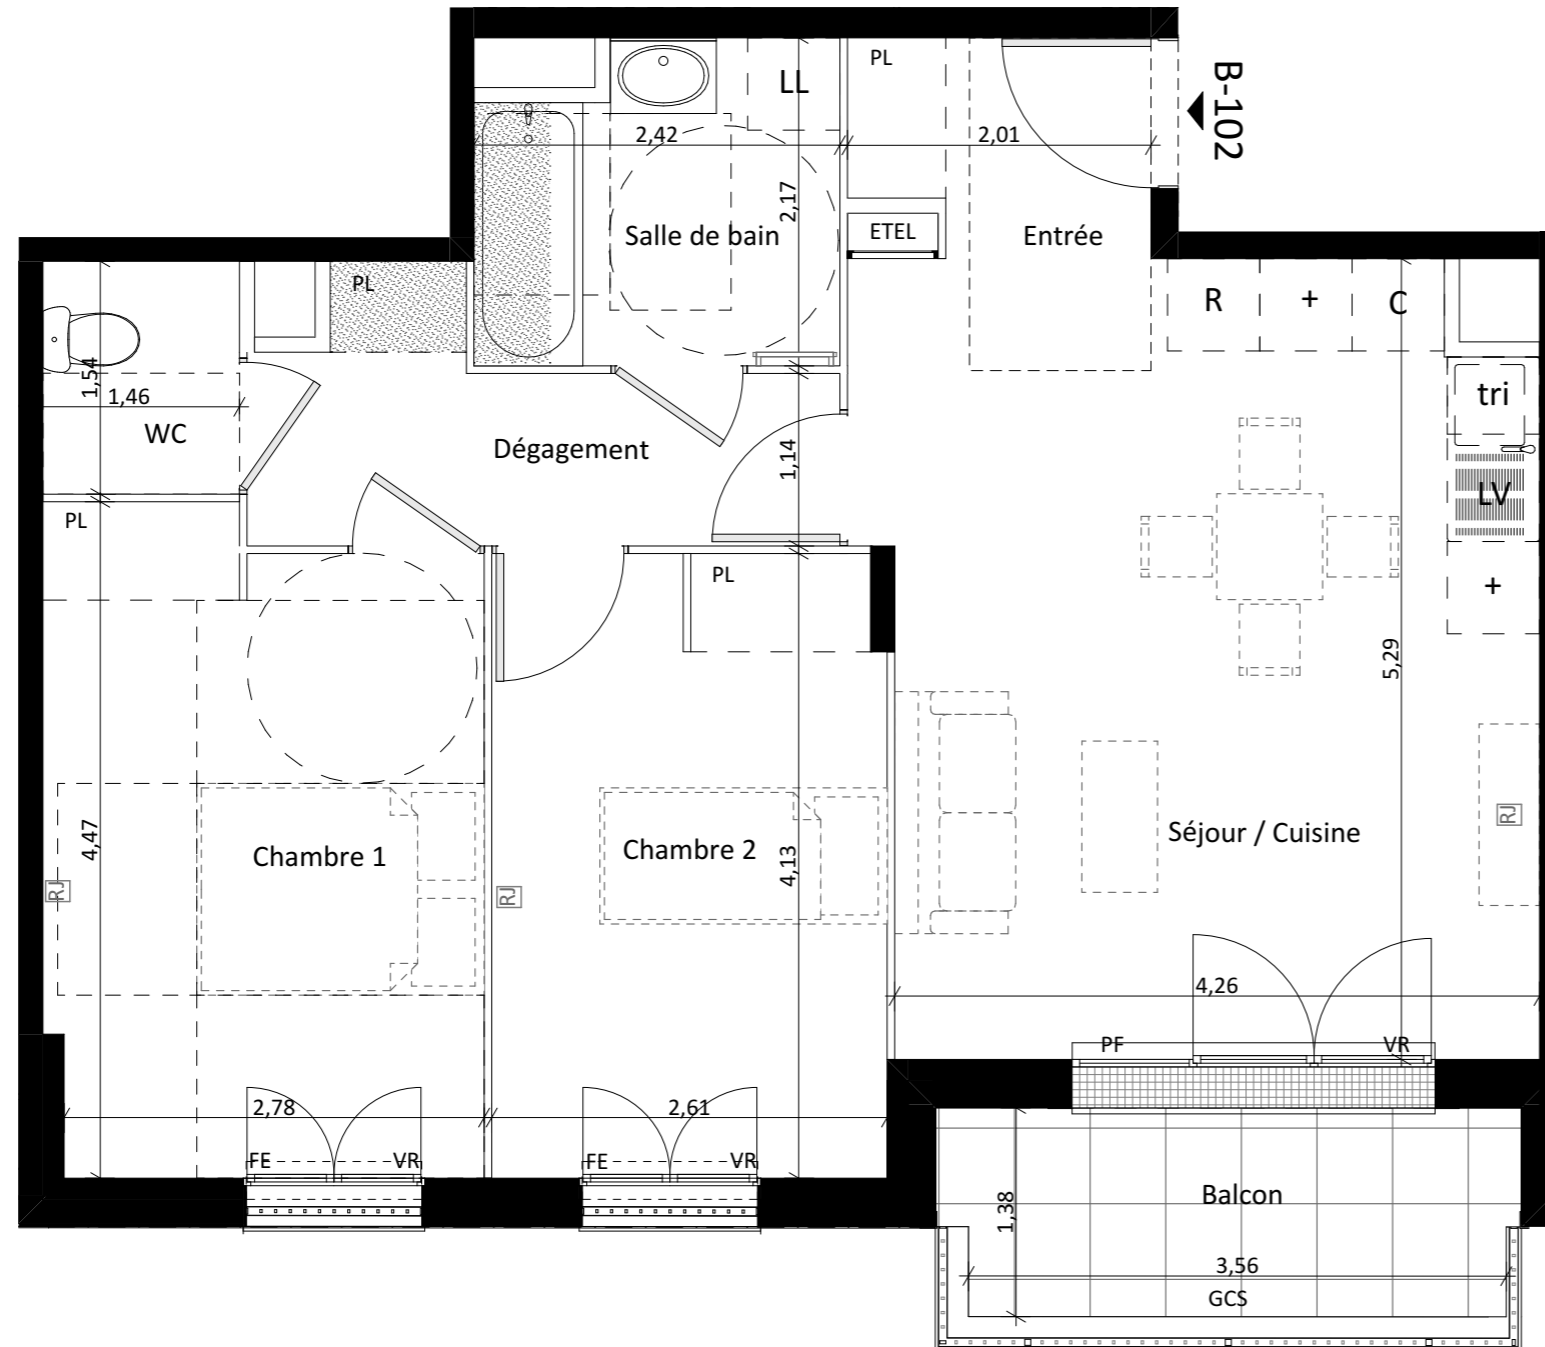 PL
LL
B-102
2,42
2,01
2,17
Salle de bain
ETEL
Entrée
PL
R
+
C
1,54
1,46
WC
tri
Dégagement
1,14
LV
PL
PL
+
5,29
4,47
Chambre 1
Chambre 2
4,13
Séjour / Cuisine
RJ
RJ
RJ
4,26
PF
VR
2,78
2,61
FE
VR
FE
VR
Balcon
1,38
3,56
GCS